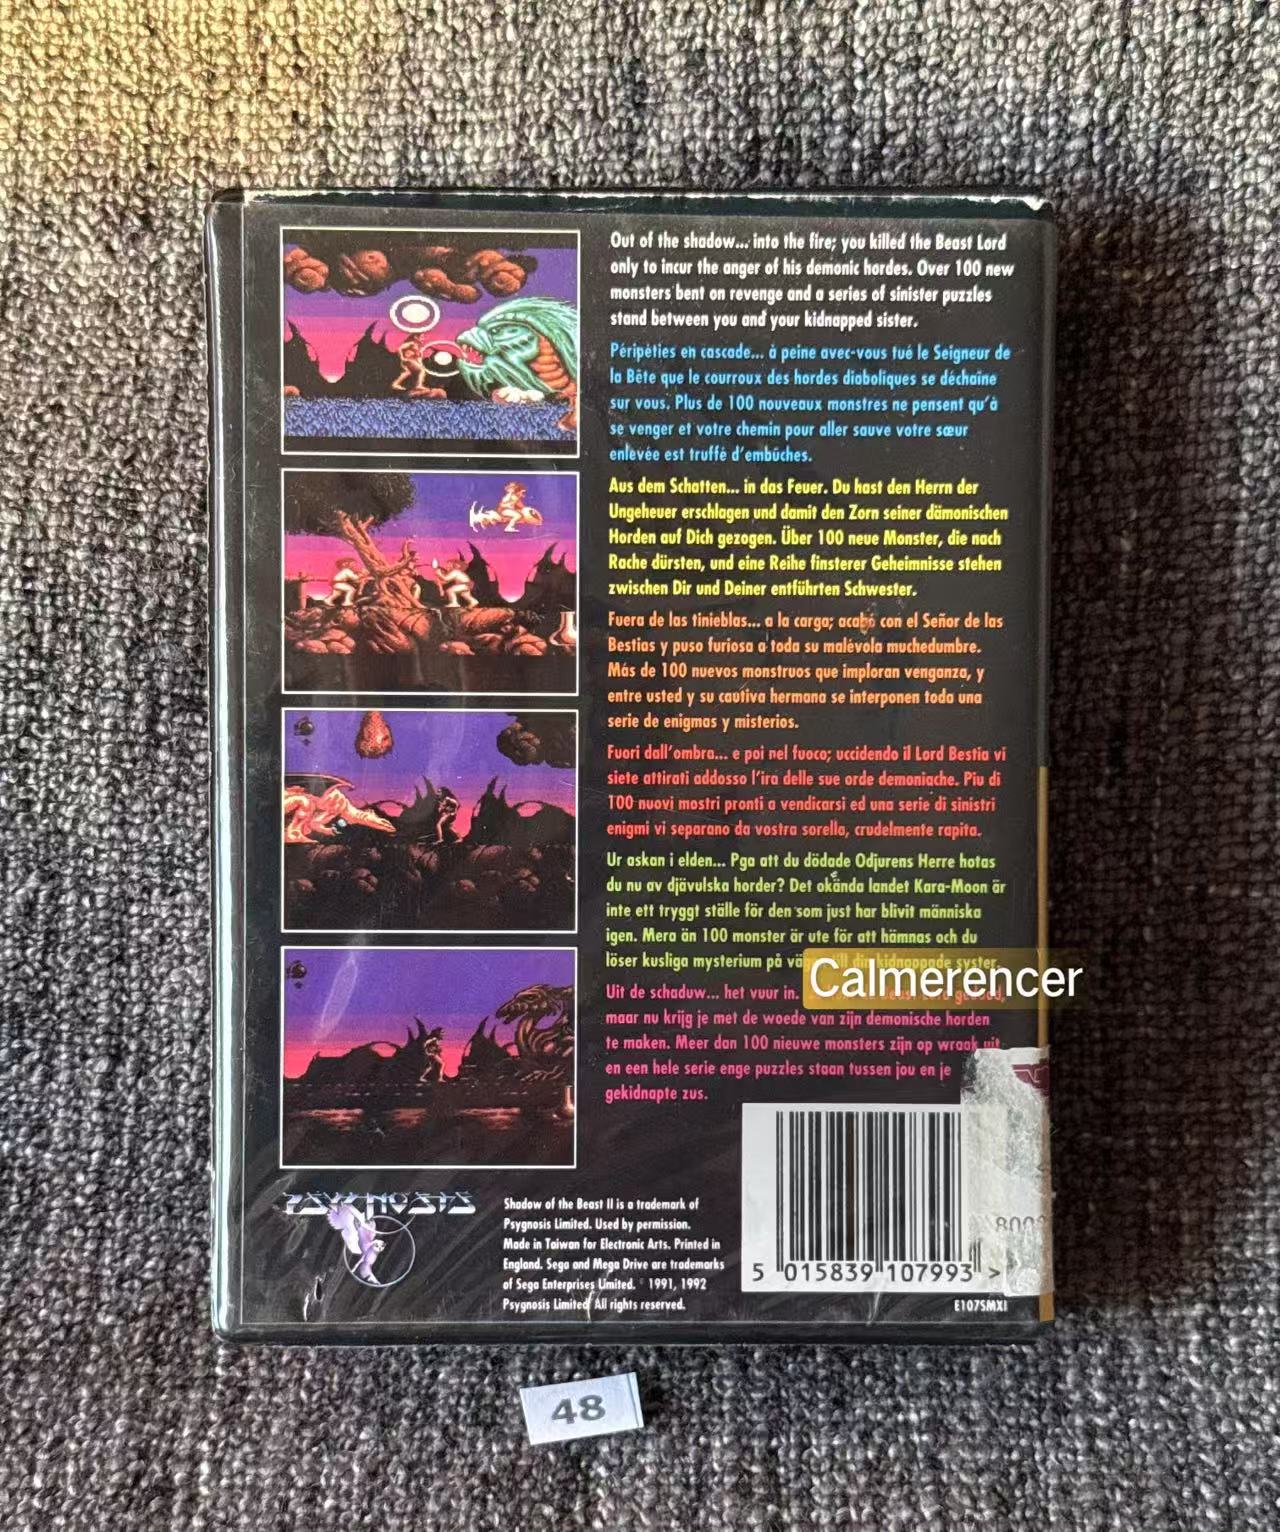 Out of the shadow... into the fire; you killed the Beast Lord
only to incur the anger of his demonic hordes. Over 100 new
monsters bent on revenge and a series of sinister puzzles
stand between you and your kidnapped sister.
Péripéties en cascade... à peine avec-vous tué le Seigneur de
la Bête que le courroux des hordes diaboliques se déchaîne
sur vous. Plus de 100 nouveaux monstres ne pensent qu'à
se venger et votre chemin pour aller sauve votre sœur
enlevée est truffé d'embûches.
Aus dem Schatten... in das Feuer. Du hast den Herrn der
Ungeheuer erschlagen und damit den Zorn seiner dämonischen
Horden auf Dich gezogen. Über 100 neue Monster, die nach
Rache dürsten, und eine Reihe finsterer Geheimnisse stehen
zwischen Dir und Deiner entführten Schwester.
Fuera de las tinieblas... a la carga; acabó con el Señor de las
Bestias y puso furiosa a toda su malévola muchedumbre.
Más de 100 nuevos monstruos que imploran venganza, y
entre usted y su cautiva hermana se interponen toda una
serie de enigmas y misterios.
Fuori dall'ombra... e poi nel fuoco; uccidendo il Lord Bestia vi
siete attirati addosso l'ira delle sue orde demoniache. Piu di
100 nuovi mostri pronti a vendicarsi ed una serie di sinistri
enigmi vi separano da vostra sorella, crudelmente rapita.
Ur askan i elden... Pga att du dödade Odjurens Herre hotas
du nu av djävulska horder? Det okända landet Kara-Moon är
inte ett tryggt ställe för den som just har blivit människa
igen. Mera än 100 monster är ute för att hämnas och du
löser kusliga mysterium på kidnappade syster.
Calmerencer
Uit de schaduw... het vuur in.
maar nu krijg je met de woede van zijn demonische horden
te maken. Meer dan 100 nieuwe monsters zijn op wraak uit
en een hele serie enge puzzles staan tussen jou en je
gekidnapte zus.
PSYGNOSIS
Shadow of the Beast II is a trademark of
Psygnosis Limited. Used by permission.
Made in Taiwan for Electronic Arts. Printed in
England. Sega and Mega Drive are trademarks
of Sega Enterprises Limited. © 1991, 1992
Psygnosis Limited All rights reserved.
5 015839 107993 >
E107SMXI
48